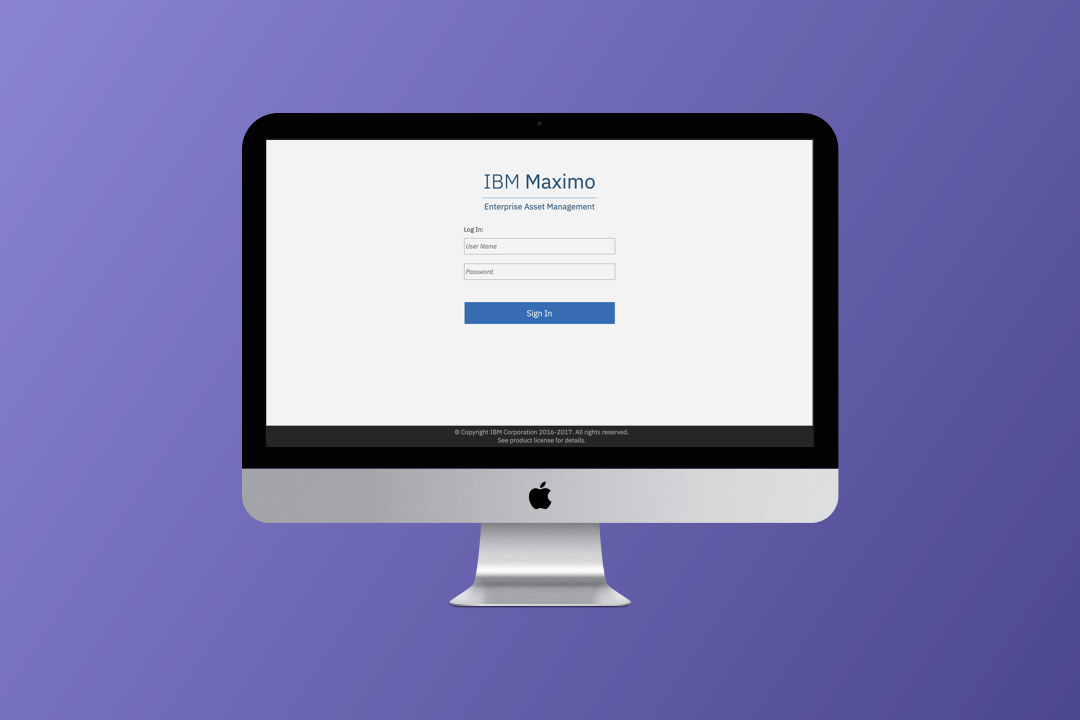 IBM Maximo
Enterprise Asset Management
Log In:
User Name
Password
Sign In
© Copyright IBM Corporation 2016-2017. All rights reserved.
See product license for details.